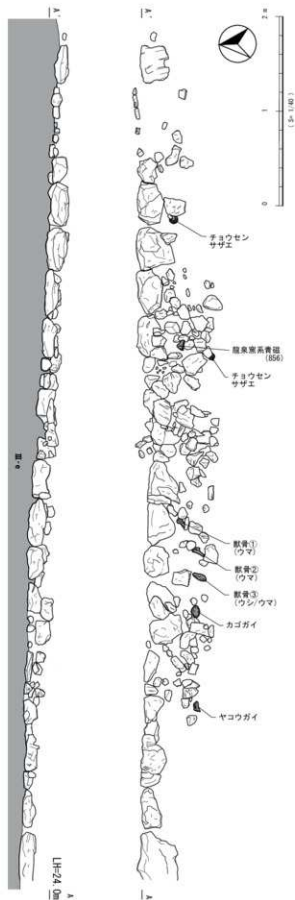 A'
A'
2m
1
0
(S=1/40)
チョウセン
サザエ
龍泉窯系青磁
(856)
チョウセン
サザエ
獣骨①
(ウマ)
獣骨②
(ウマ)
獣骨③
(ウシ/ウマ)
カゴガイ
ヤコウガイ
Ⅲ-e
LH=24.0m
A
A